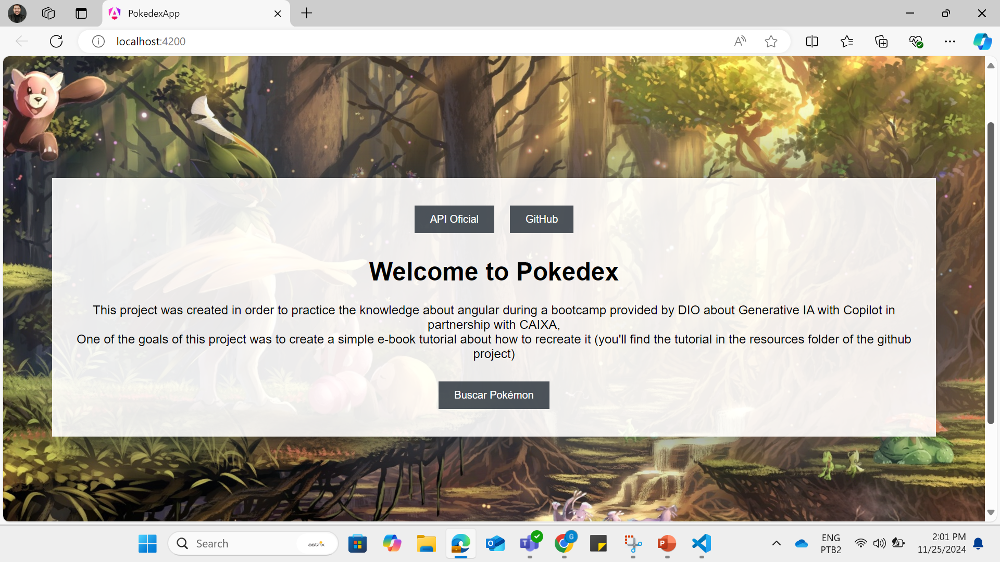 PokedexApp
localhost:4200
API Oficial
GitHub
Welcome to Pokedex
This project was created in order to practice the knowledge about angular during a bootcamp provided by DIO about Generative IA with Copilot in
partnership with CAIXA,
One of the goals of this project was to create a simple e-book tutorial about how to recreate it (you'll find the tutorial in the resources folder of the github
project)
Buscar Pokémon
Search
astrix
G
ENG
PTB2
2:01 PM
11/25/2024